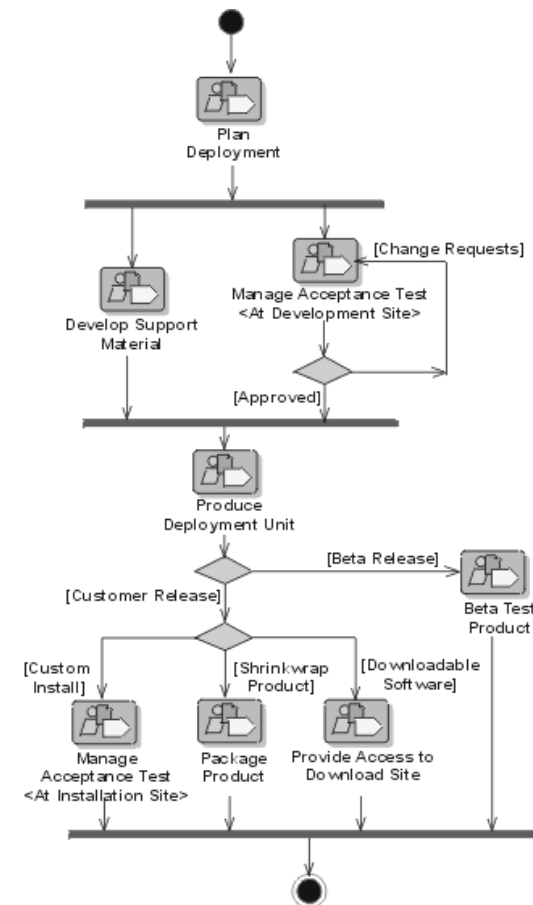 Plan
Deployment
[Change Requests]
Manage Acceptance Test
<At Development Site>
Develop Support
Material
[Approved]
Produce
Deployment Unit
[Beta Release]
[Customer Release]
Beta Test
Product
[Custom
Install]
[Shrinkwrap
Product]
[Downloadable
Software]
Manage
Acceptance Test
<At Installation Site>
Package
Product
Provide Access to
Download Site